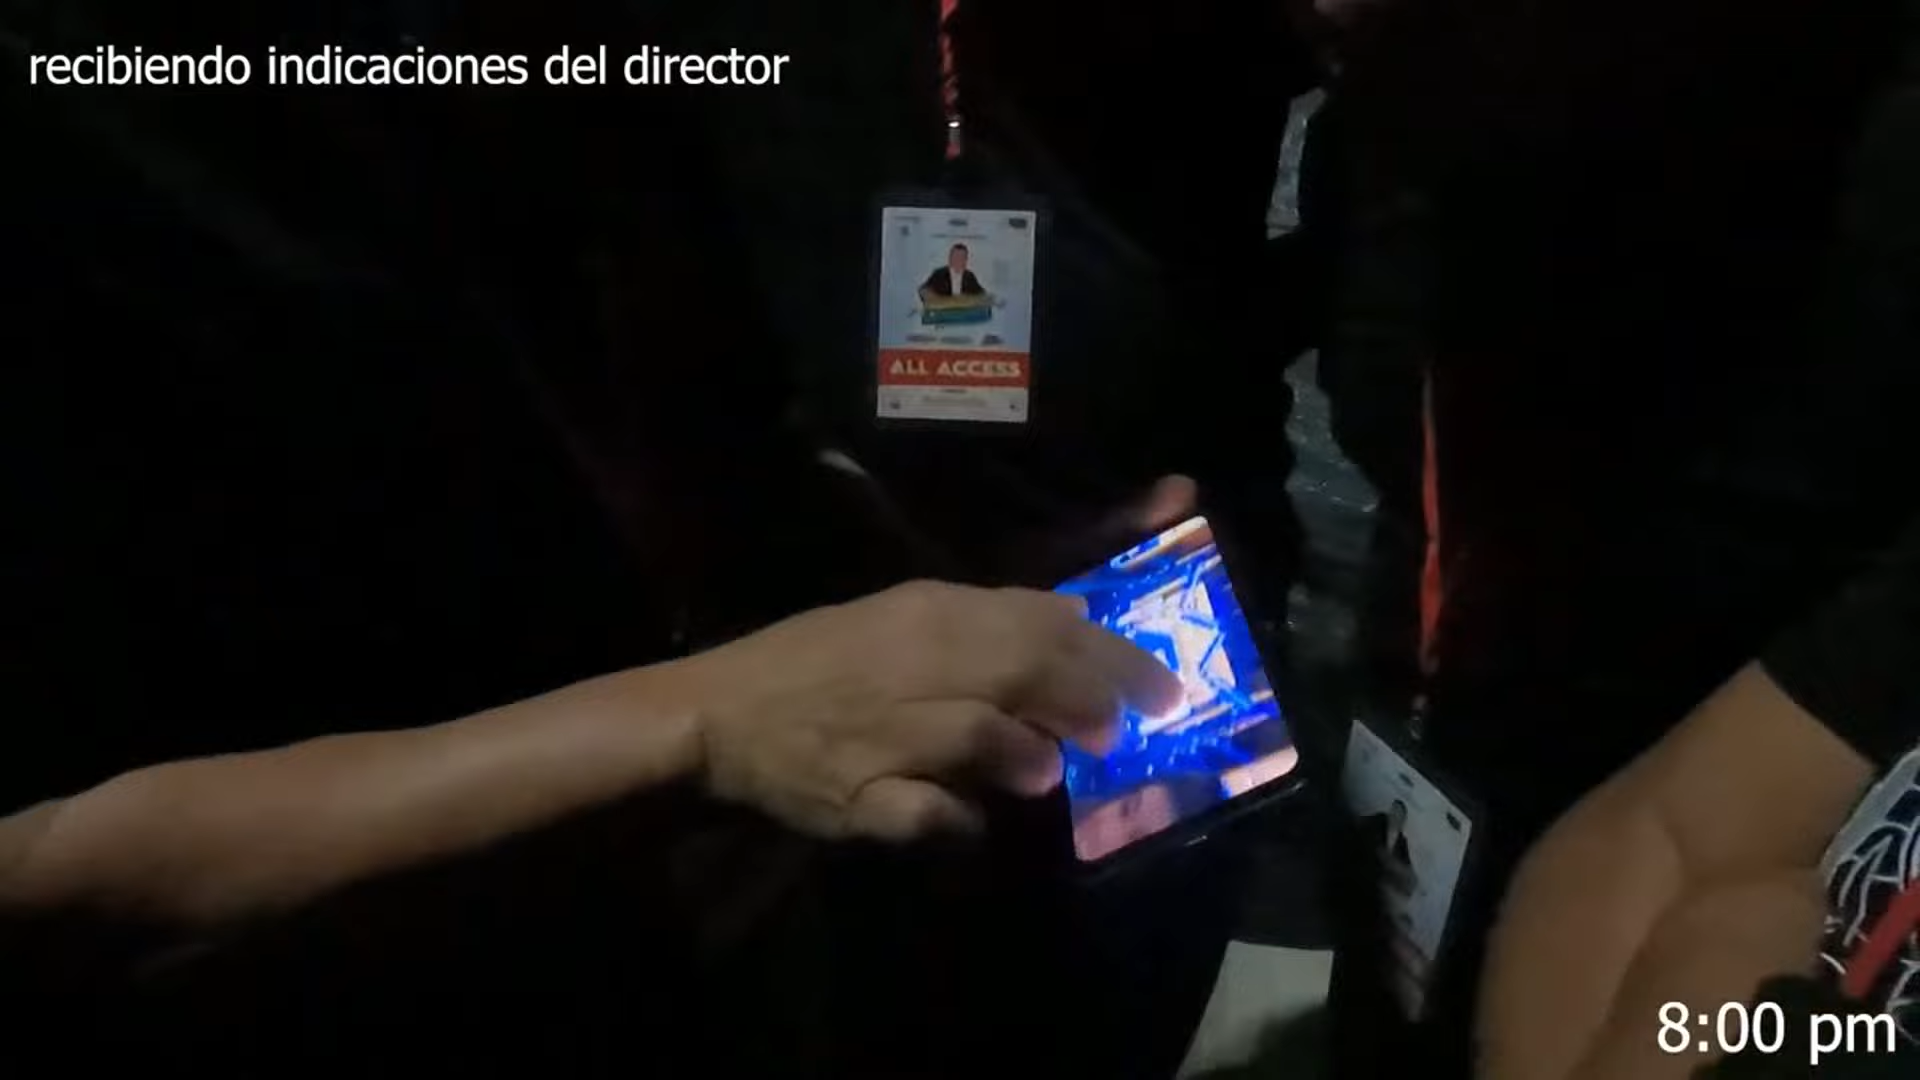 recibiendo indicaciones del director
ALL ACCESS
8:00 pm